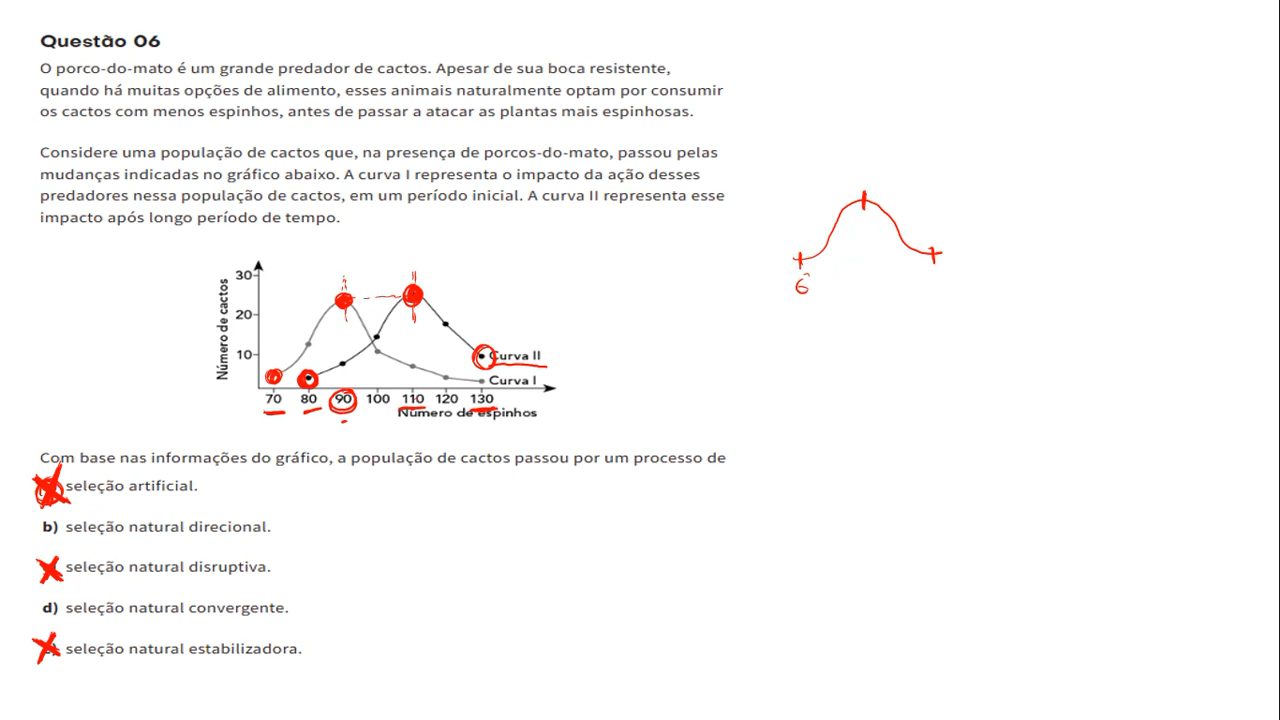 Questão 06
O porco-do-mato é um grande predador de cactos. Apesar de sua boca resistente,
quando há muitas opções de alimento, esses animais naturalmente optam por consumir
os cactos com menos espinhos, antes de passar a atacar as plantas mais espinhosas.
Considere uma população de cactos que, na presença de porcos-do-mato, passou pelas
mudanças indicadas no gráfico abaixo. A curva I representa o impacto da ação desses
predadores nessa população de cactos, em um período inicial. A curva II representa esse
impacto após longo período de tempo.
Número de cactos
30
20
10
Curva II
Curva I
70 80 90 100 110 120 130
Número de espinhos
Com base nas informações do gráfico, a população de cactos passou por um processo de
seleção artificial.
b) seleção natural direcional.
seleção natural disruptiva.
d) seleção natural convergente.
seleção natural estabilizadora.